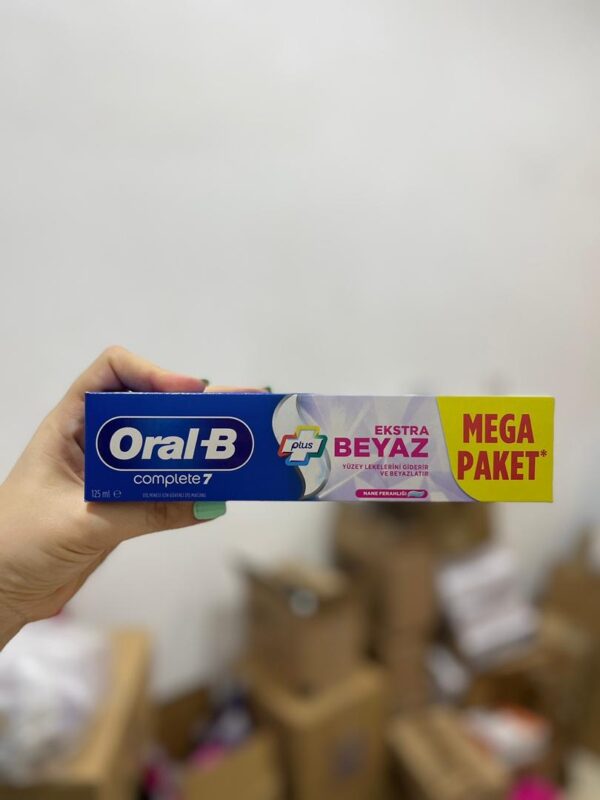 Oral-B
complete 7
125 ml e
plus
EKSTRA
BEYAZ
YÜZEY LEKELERİNİ GİDERİR
VE BEYAZLATIR
NANE FERAHLIĞI
MEGA
PAKET*